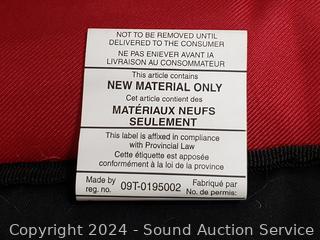 NOT TO BE REMOVED UNTIL
DELIVERED TO THE CONSUMER
NE PAS ENIEVER AVANT IA
LIVRAISON AU CONSOMMATEUR
This article contains
NEW MATERIAL ONLY
Cet article contient des
MATÉRIAUX NEUFS
SEULEMENT
This label is affixed in compliance
with Provincial Law
Cette étiquette est apposée
conformément à la loi de la province
Made by
reg. no.
09T-0195002
Fabriqué par
No. de permis:
Copyright © 2024 - Sound Auction Service